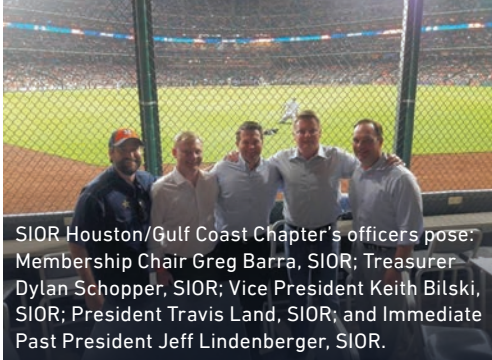 SIOR Houston/Gulf Coast Chapter's officers pose:
Membership Chair Greg Barra, SIOR; Treasurer
Dylan Schopper, SIOR; Vice President Keith Bilski,
SIOR; President Travis Land, SIOR; and Immediate
Past President Jeff Lindenberger, SIOR.